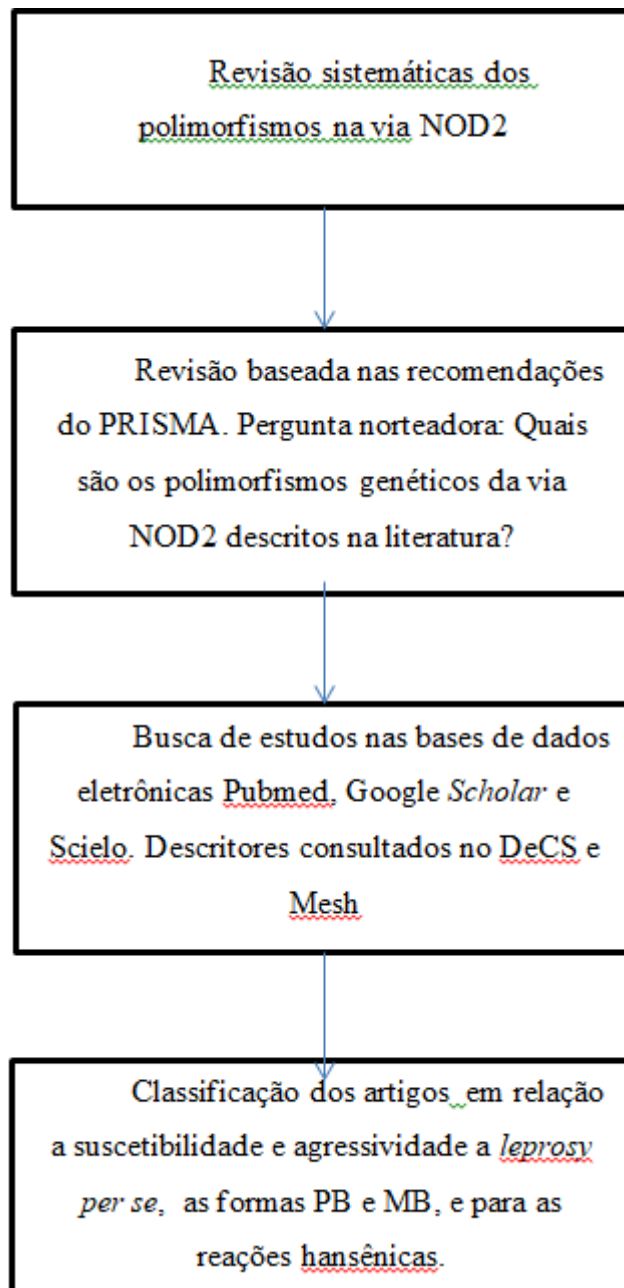 Revisão sistemáticas dos
polimorfismos na via NOD2
Revisão baseada nas recomendações
do PRISMA. Pergunta norteadora: Quais
são os polimorfismos genéticos da via
NOD2 descritos na literatura?
Busca de estudos nas bases de dados
eletrônicas Pubmed, Google Scholar e
Scielo. Descritores consultados no DeCS e
Mesh
Classificação dos artigos em relação
a suscetibilidade e agressividade a leprosy
per se, as formas PB e MB, e para as
reações hansênicas.